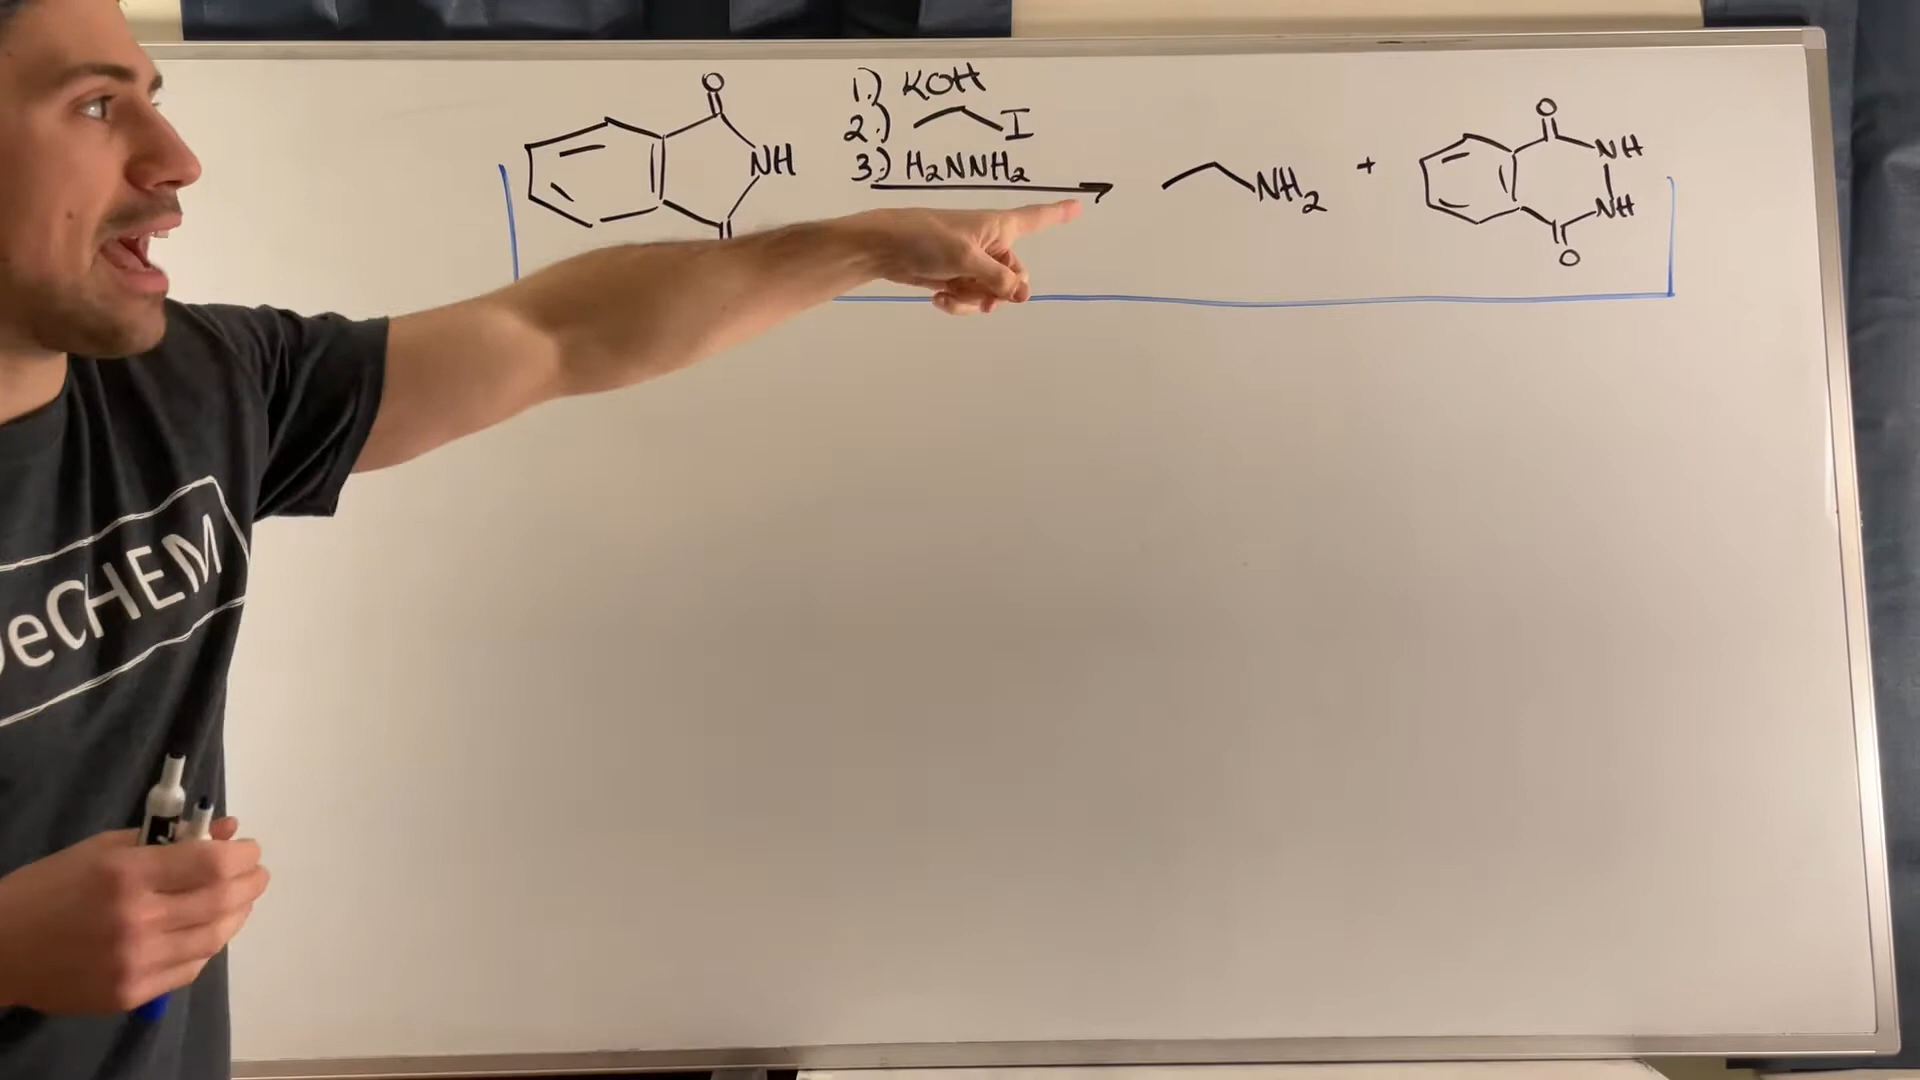 1.) KOH
2.) I
3.) H₂NNH₂
O
NH
NH₂
+
O
NH
NH
O
eCHEM